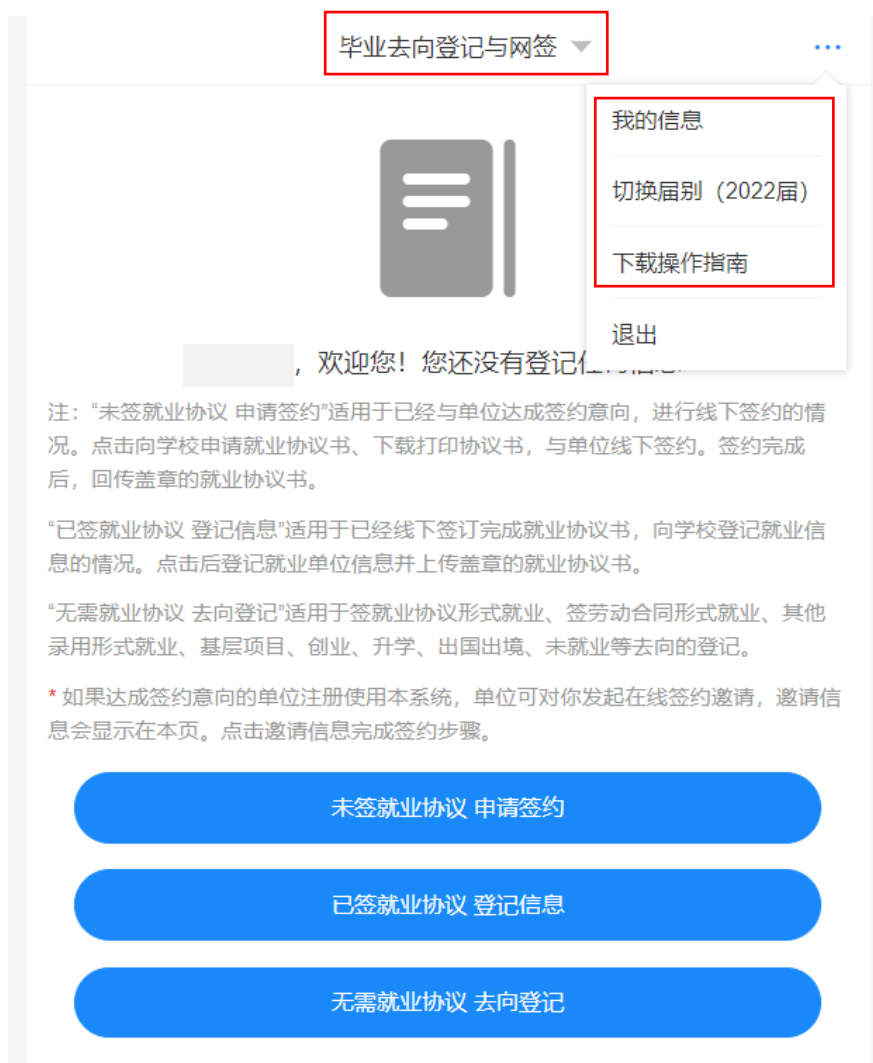 毕业去向登记与网签
我的信息
切换届别（2022届）
下载操作指南
退出
，欢迎您！您还没有登记任何信息
注：“未签就业协议 申请签约”适用于已经与单位达成签约意向，进行线下签约的情
况。点击向学校申请就业协议书、下载打印协议书，与单位线下签约。签约完成
后，回传盖章的就业协议书。
“已签就业协议 登记信息”适用于已经线下签订完成就业协议书，向学校登记就业信
息的情况。点击后登记就业单位信息并上传盖章的就业协议书。
“无需就业协议 去向登记”适用于签就业协议形式就业、签劳动合同形式就业、其他
录用形式就业、基层项目、创业、升学、出国出境、未就业等去向的登记。
* 如果达成签约意向的单位注册使用本系统，单位可对你发起在线签约邀请，邀请信
息会显示在本页。点击邀请信息完成签约步骤。
未签就业协议 申请签约
已签就业协议 登记信息
无需就业协议 去向登记